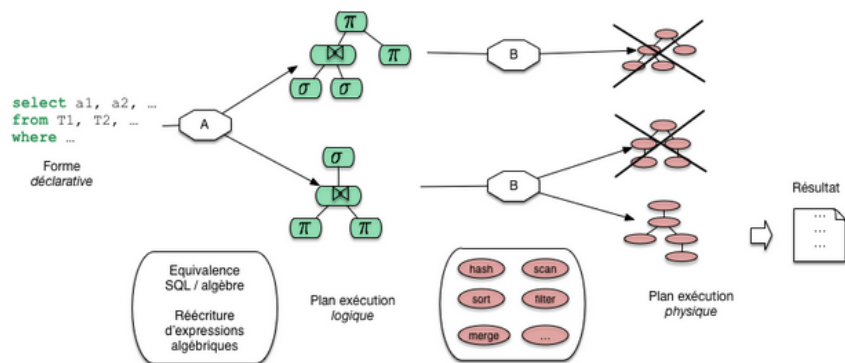 select a1, a2, …
from T1, T2, …
where …
Forme
déclarative
A
π
⋈
π
σ σ
B
σ
⋈
π π
B
Résultat
…
…
…
Equivalence
SQL / algèbre
Réécriture
d'expressions
algébriques
Plan exécution
logique
hash scan
sort filter
merge …
Plan exécution
physique